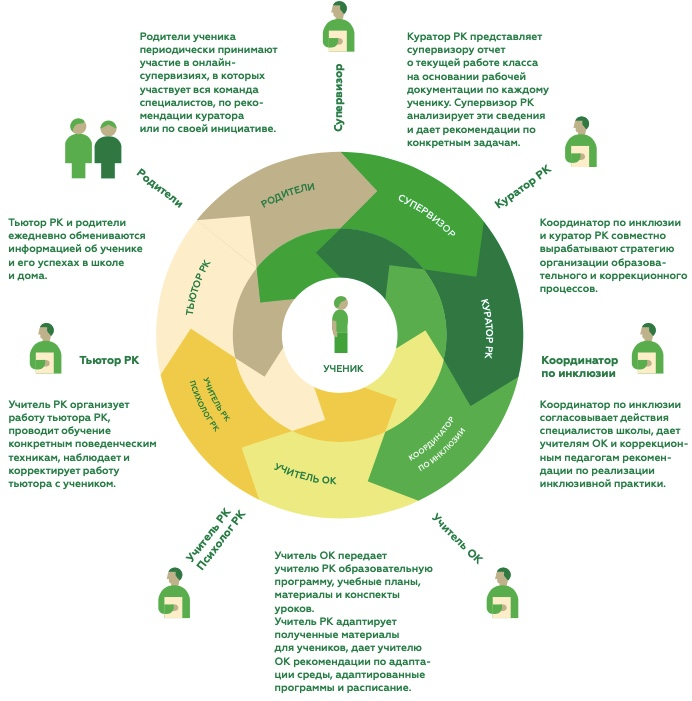 Родители ученика
периодически принимают
участие в онлайн-
супервизиях, в которых
участвует вся команда
специалистов, по реко-
мендации куратора
или по своей инициативе.
Супервизор
Куратор РК представляет
супервизору отчет
о текущей работе класса
на основании рабочей
документации по каждому
ученику. Супервизор РК
анализирует эти сведения
и дает рекомендации по
конкретным задачам.
Родители
Куратор РК
РОДИТЕЛИ
СУПЕРВИЗОР
Тьютор РК и родители
ежедневно обмениваются
информацией об ученике
и его успехах в школе
и дома.
ТЬЮТОР РК
КУРАТОР РК
Координатор по инклюзии
и куратор РК совместно
вырабатывают стратегию
организации образова-
тельного и коррекционного
процессов.
УЧЕНИК
Тьютор РК
Координатор
по инклюзии
УЧИТЕЛЬ РК
ПСИХОЛОГ РК
КООРДИНАТОР
ПО ИНКЛЮЗИИ
УЧИТЕЛЬ ОК
Учитель РК организует
работу тьютора РК,
проводит обучение
конкретным поведенческим
техникам, наблюдает и
корректирует работу
тьютора с учеником.
Координатор по инклюзии
согласовывает действия
специалистов школы, дает
учителям ОК и коррекцион-
ным педагогам рекомен-
дации по реализации
инклюзивной практики.
Учитель РК
Психолог РК
Учитель ОК
Учитель ОК передает
учителю РК образовательную
программу, учебные планы,
материалы и конспекты
уроков.
Учитель РК адаптирует
полученные материалы
для учеников, дает учителю
ОК рекомендации по адапта-
ции среды, адаптированные
программы и расписание.